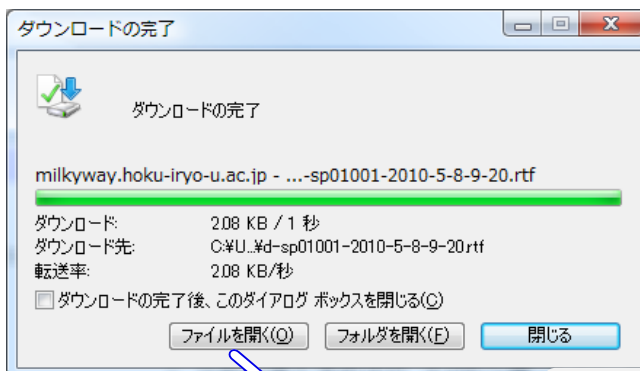 ダウンロードの完了
ダウンロードの完了
milkyway.hoku-iryo-u.ac.jp - ...-sp01001-2010-5-8-9-20.rtf
ダウンロード: 2.08 KB / 1 秒
ダウンロード先: C:¥U...¥d-sp01001-2010-5-8-9-20.rtf
転送率: 2.08 KB/秒
ダウンロードの完了後、このダイアログ ボックスを閉じる(C)
ファイルを開く(O) フォルダを開く(F) 閉じる